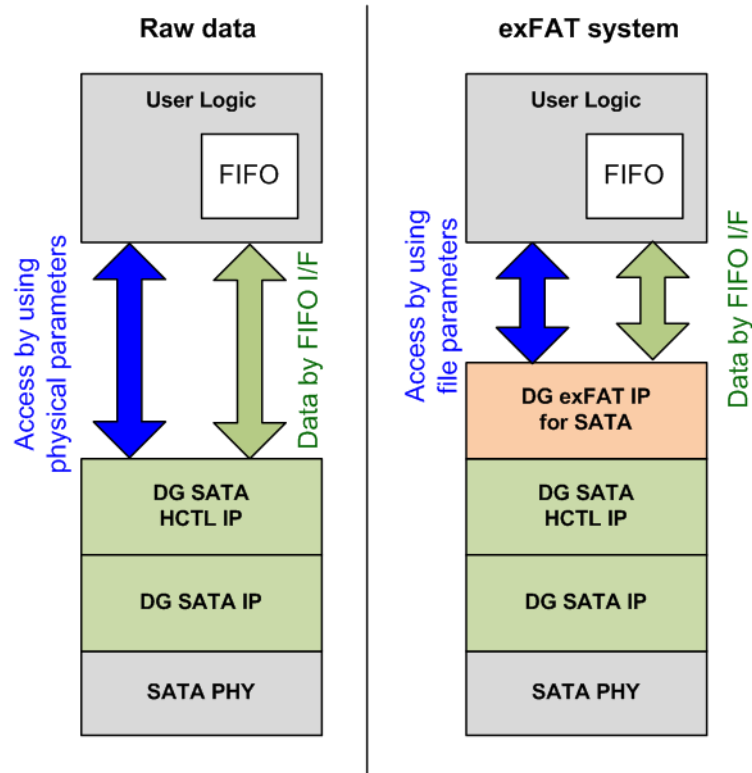 Raw data
User Logic
FIFO
Access by using
physical parameters
Data by FIFO I/F
DG SATA
HCTL IP
DG SATA IP
SATA PHY
exFAT system
User Logic
FIFO
Access by using
file parameters
Data by FIFO I/F
DG exFAT IP
for SATA
DG SATA
HCTL IP
DG SATA IP
SATA PHY